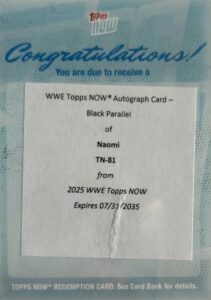 topps
NOW
Congratulations!
You are due to receive a
WWE Topps NOW® Autograph Card –
Black Parallel
of
Naomi
TN-81
from
2025 WWE Topps NOW
Expires 07/31/2035
TOPPS NOW® REDEMPTION CARD. See Card Back for details.